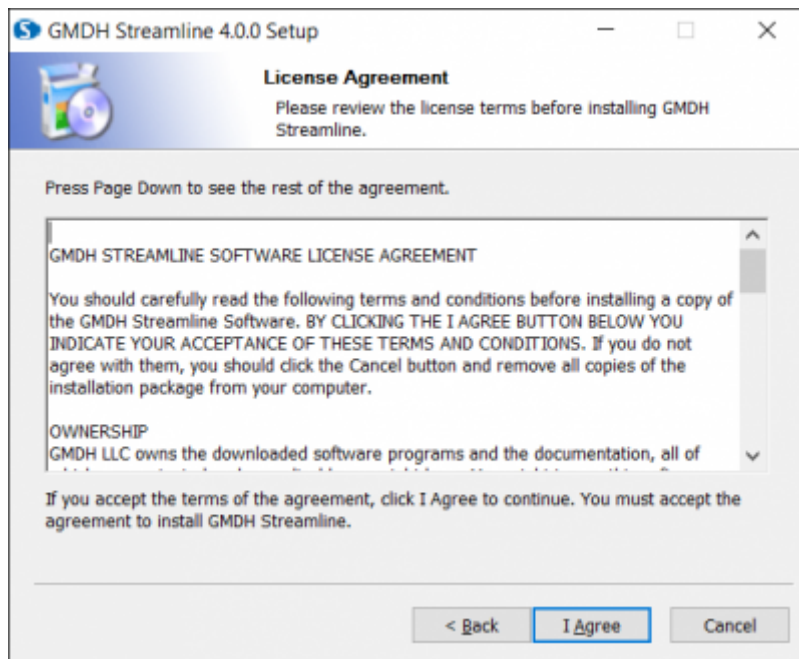 GMDH Streamline 4.0.0 Setup
License Agreement
Please review the license terms before installing GMDH
Streamline.
Press Page Down to see the rest of the agreement.
GMDH STREAMLINE SOFTWARE LICENSE AGREEMENT
You should carefully read the following terms and conditions before installing a copy of
the GMDH Streamline Software. BY CLICKING THE I AGREE BUTTON BELOW YOU
INDICATE YOUR ACCEPTANCE OF THESE TERMS AND CONDITIONS. If you do not
agree with them, you should click the Cancel button and remove all copies of the
installation package from your computer.
OWNERSHIP
GMDH LLC owns the downloaded software programs and the documentation, all of
If you accept the terms of the agreement, click I Agree to continue. You must accept the
agreement to install GMDH Streamline.
< Back
I Agree
Cancel